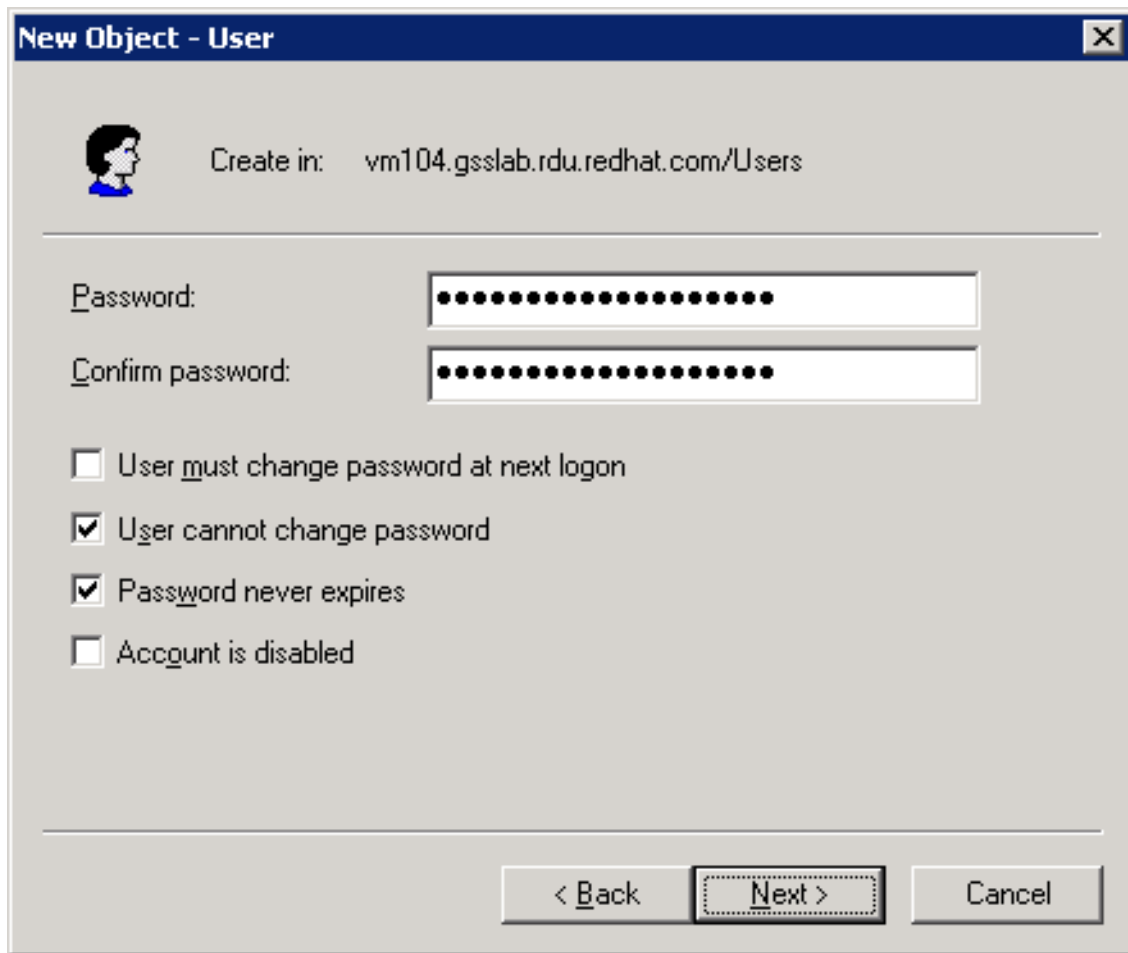 New Object - User
Create in: vm104.gsslab.rdu.redhat.com/Users
Password: ●●●●●●●●●●●●●●●●●●●
Confirm password: ●●●●●●●●●●●●●●●●●●●
User must change password at next logon
User cannot change password
Password never expires
Account is disabled
< Back Next > Cancel